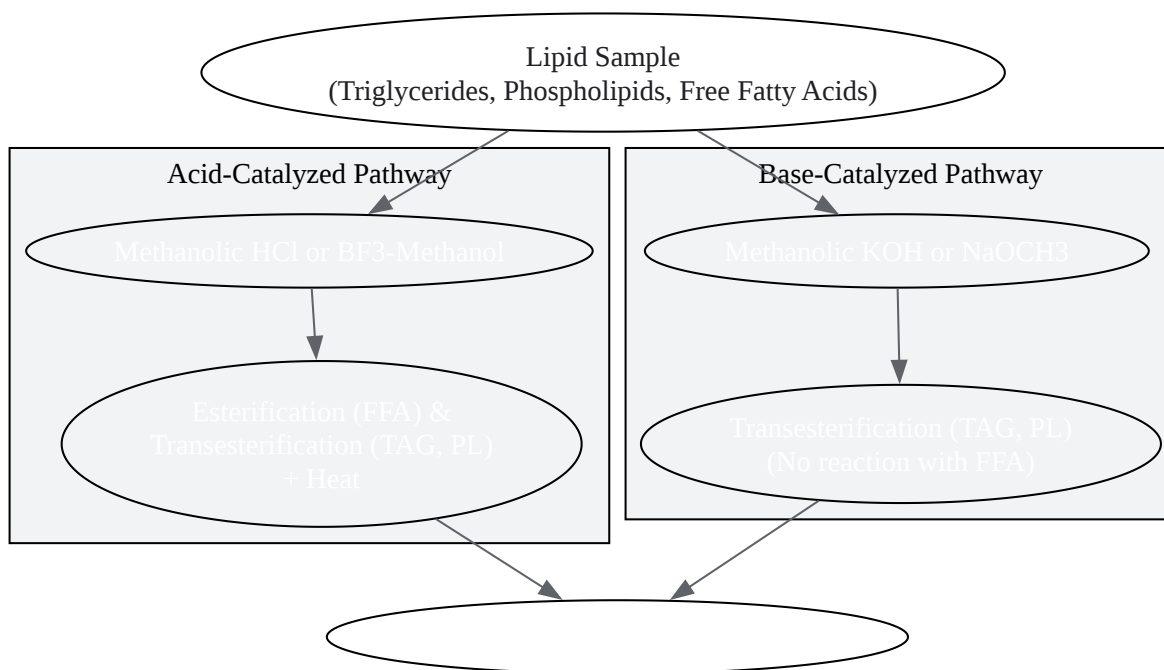 Lipid Sample
(Triglycerides, Phospholipids, Free Fatty Acids)
Acid-Catalyzed Pathway
Base-Catalyzed Pathway
Methanolic HCl or BF3-Methanol
Methanolic KOH or NaOCH3
Esterification (FFA) &
Transesterification (TAG, PL)
+ Heat
Transesterification (TAG, PL)
(No reaction with FFA)